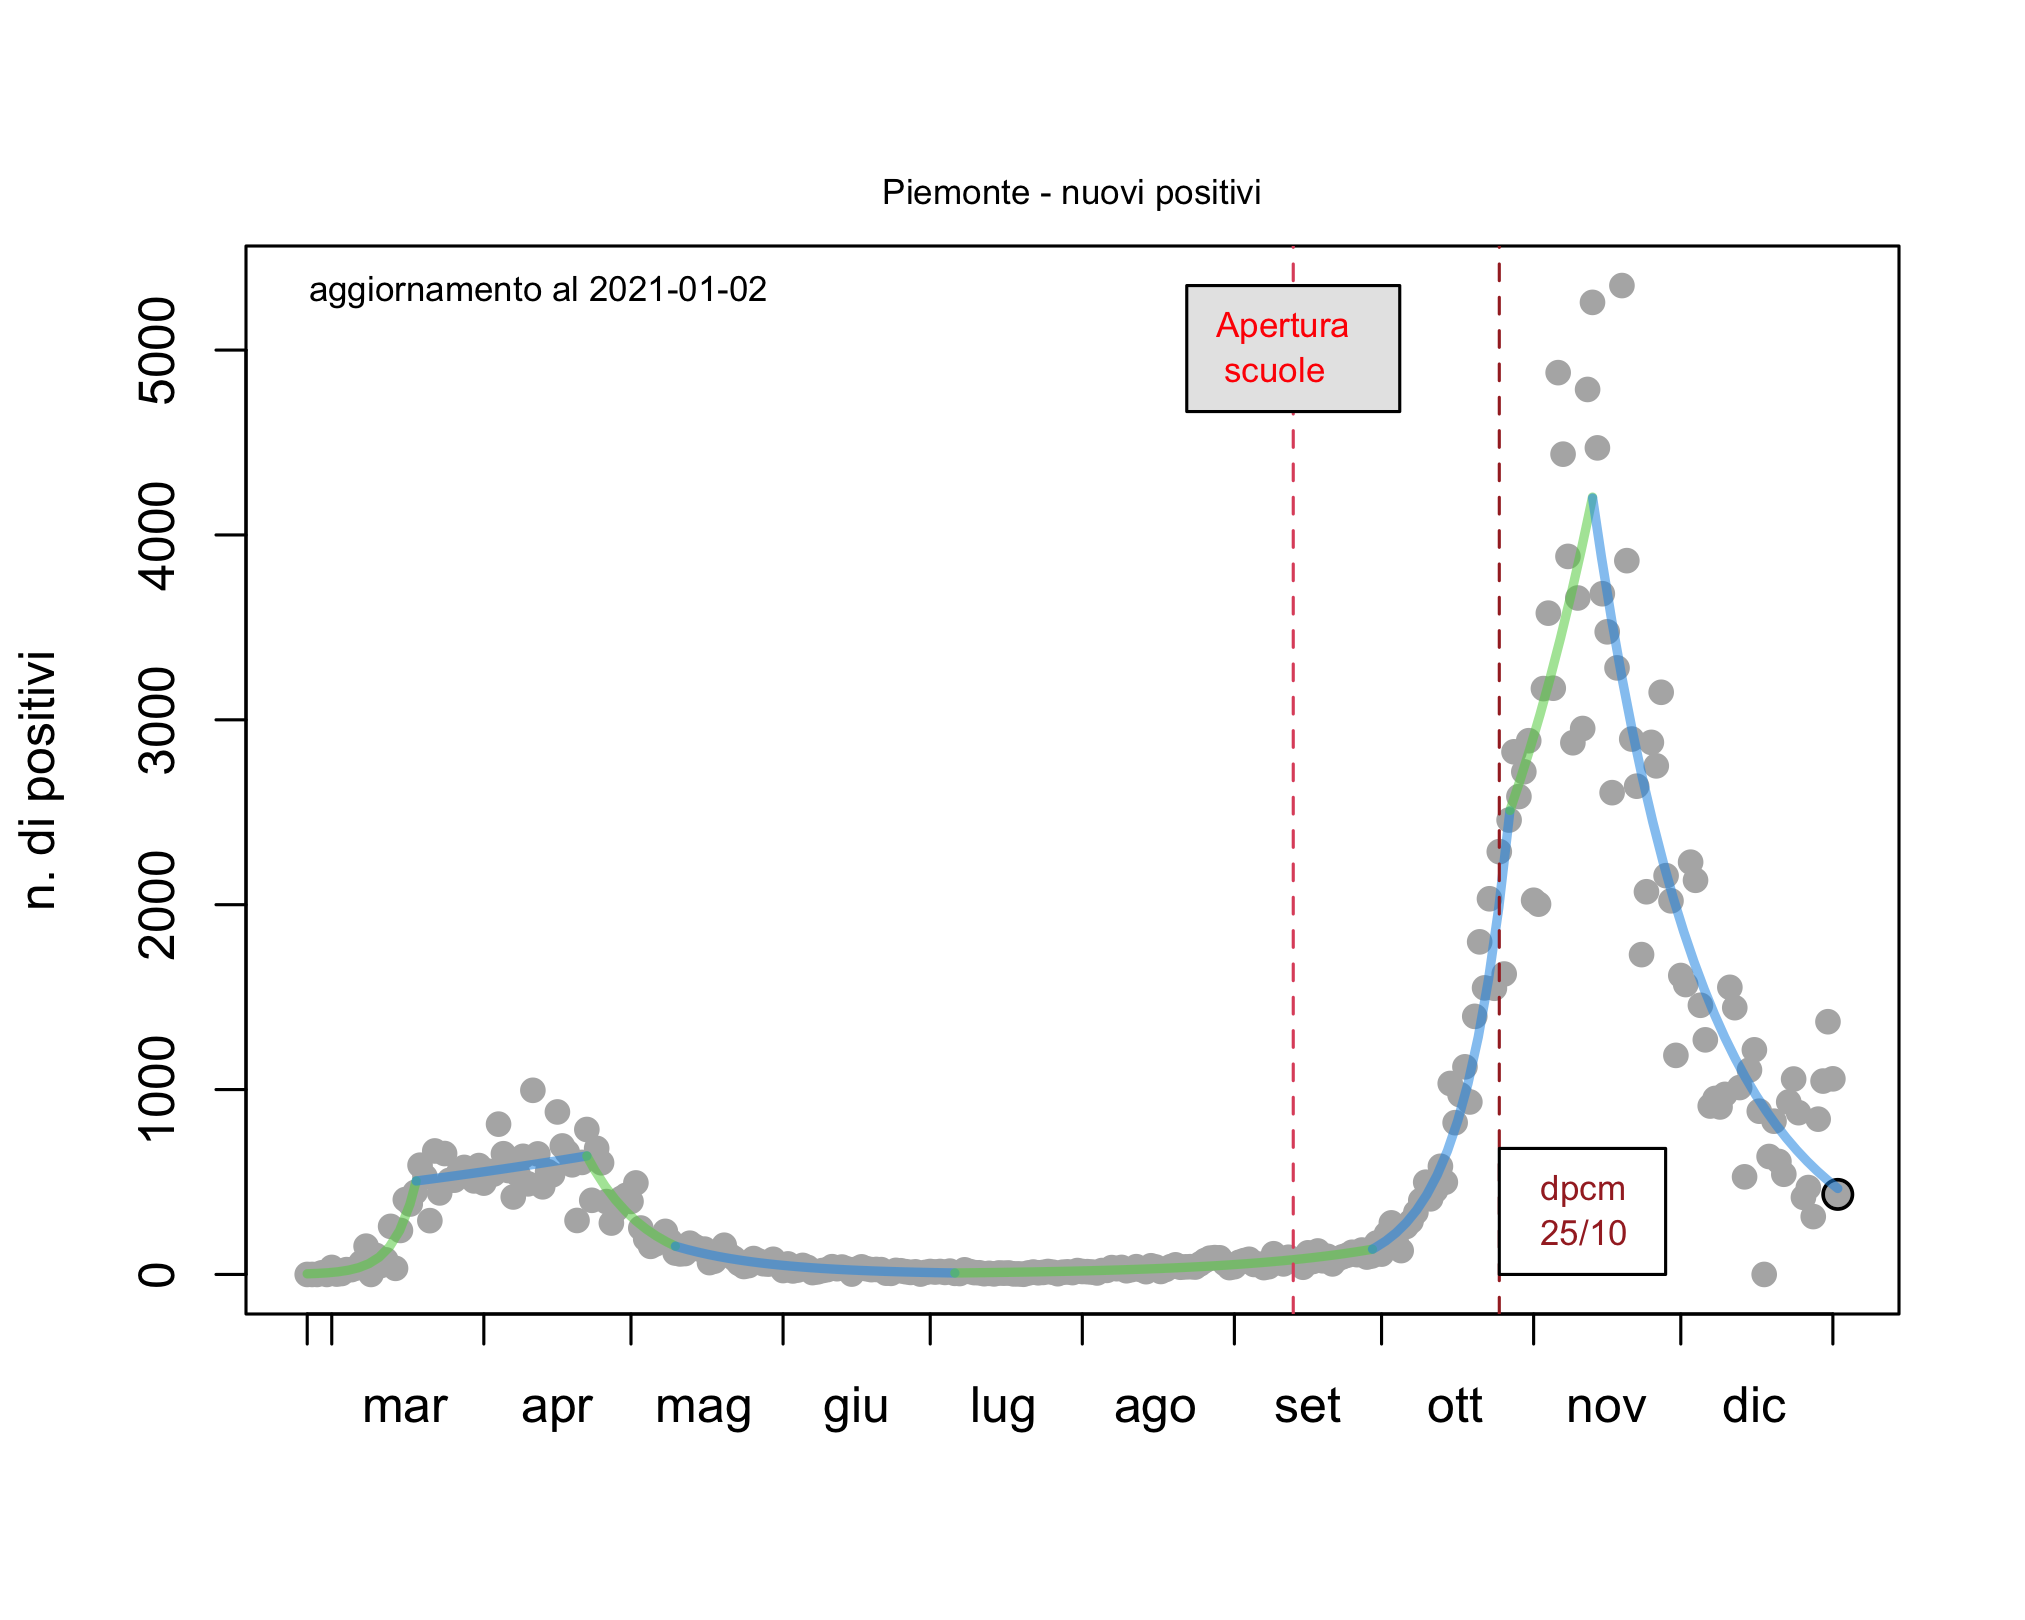 Piemonte - nuovi positivi
aggiornamento al 2021-01-02
Apertura
scuole
n. di positivi
5000
4000
3000
2000
1000
0
dpcm
25/10
mar apr mag giu lug ago set ott nov dic